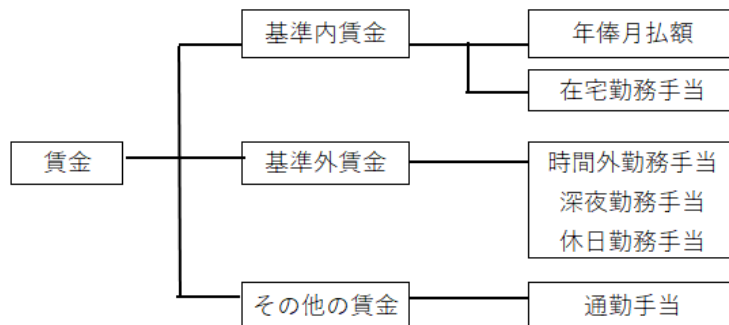 賃金
基準内賃金
年俸月払額
在宅勤務手当
基準外賃金
時間外勤務手当
深夜勤務手当
休日勤務手当
その他の賃金
通勤手当